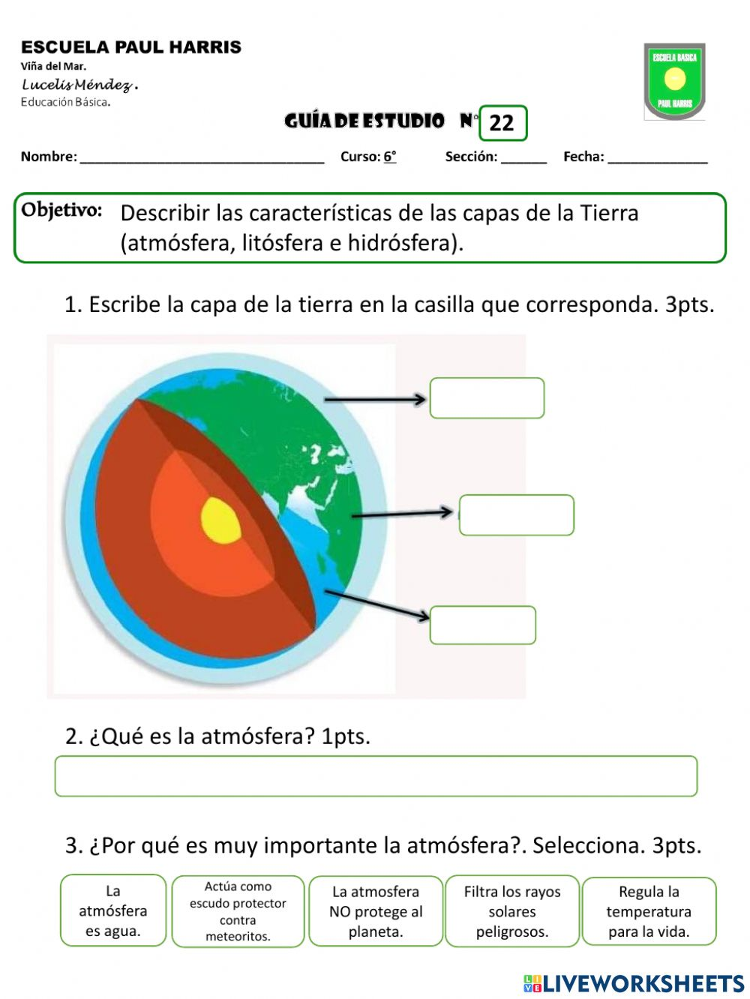 ESCUELA PAUL HARRIS
Viña del Mar.
Lucelís Méndez.
Educación Básica.
ESCUELA BASICA
PAUL HARRIS
GUÍA DE ESTUDIO N° 22
Nombre: ________________________________ Curso: 6° Sección: ______ Fecha: _____________
Objetivo: Describir las características de las capas de la Tierra
(atmósfera, litósfera e hidrósfera).
1. Escribe la capa de la tierra en la casilla que corresponda. 3pts.
2. ¿Qué es la atmósfera? 1pts.
3. ¿Por qué es muy importante la atmósfera?. Selecciona. 3pts.
La
atmósfera
es agua.
Actúa como
escudo protector
contra
meteoritos.
La atmosfera
NO protege al
planeta.
Filtra los rayos
solares
peligrosos.
Regula la
temperatura
para la vida.
LIVE LIVEWORKSHEETS